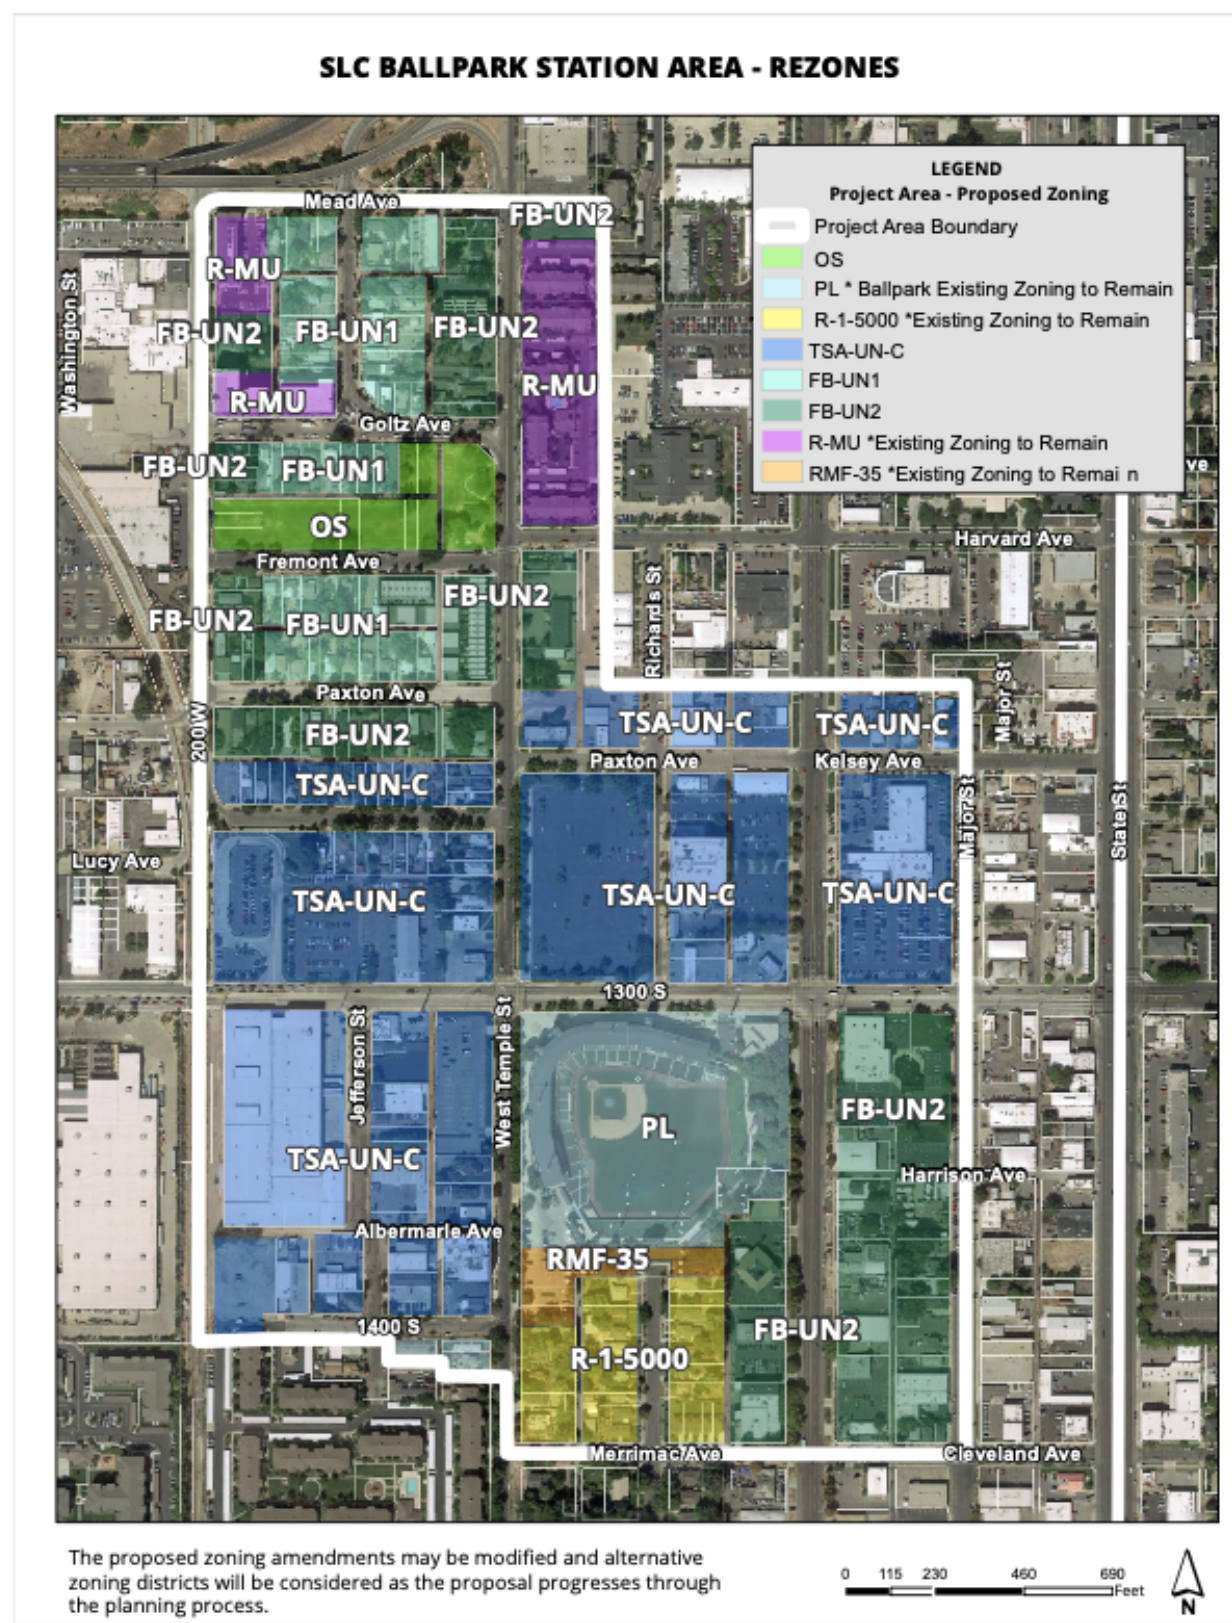 SLC BALLPARK STATION AREA - REZONES
LEGEND
Project Area - Proposed Zoning
Project Area Boundary
OS
PL * Ballpark Existing Zoning to Remain
R-1-5000 *Existing Zoning to Remain
TSA-UN-C
FB-UN1
FB-UN2
R-MU *Existing Zoning to Remain
RMF-35 *Existing Zoning to Remai n
Mead Ave
FB-UN2
R-MU
Washington St
FB-UN2
FB-UN1
FB-UN2
R-MU
R-MU
Goltz Ave
FB-UN2
FB-UN1
ve
OS
Harvard Ave
Fremont Ave
FB-UN2
FB-UN2
FB-UN1
Richards St
Paxton Ave
Major St
TSA-UN-C
TSA-UN-C
FB-UN2
200 W
Paxton Ave
Kelsey Ave
TSA-UN-C
Major St
State St
Lucy Ave
TSA-UN-C
TSA-UN-C
TSA-UN-C
1300 S
Jefferson St
West Temple St
FB-UN2
PL
TSA-UN-C
Harrison Ave
Albermarle Ave
RMF-35
1400 S
FB-UN2
R-1-5000
Merrimac Ave
Cleveland Ave
The proposed zoning amendments may be modified and alternative
zoning districts will be considered as the proposal progresses through
the planning process.
0 115 230 460 690
Feet
N